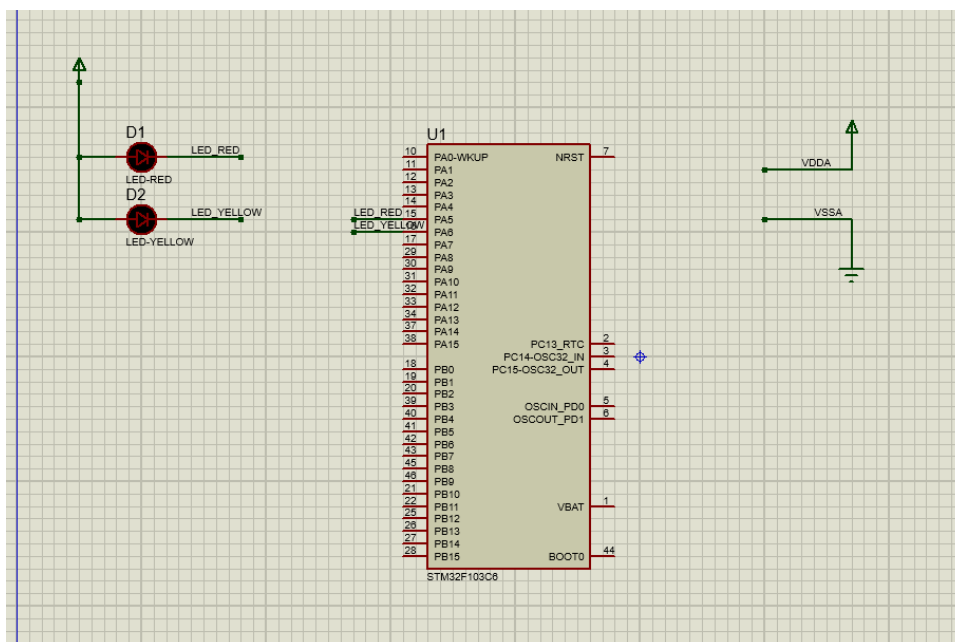 D1
LED_RED
LED-RED
D2
LED_YELLOW
LED-YELLOW
U1
10 PA0-WKUP NRST 7
11 PA1
12 PA2
13 PA3
14 PA4
LED_RED 15 PA5
LED_YELLOW 16 PA6
17 PA7
29 PA8
30 PA9
31 PA10
32 PA11
33 PA12
34 PA13
37 PA14
38 PA15
PC13_RTC 2
PC14-OSC32_IN 3
PC15-OSC32_OUT 4
18 PB0
19 PB1
20 PB2
39 PB3
40 PB4
41 PB5
42 PB6
43 PB7
45 PB8
46 PB9
21 PB10
22 PB11
25 PB12
26 PB13
27 PB14
28 PB15
OSCIN_PD0 5
OSCOUT_PD1 6
VBAT 1
BOOT0 44
STM32F103C6
VDDA
VSSA